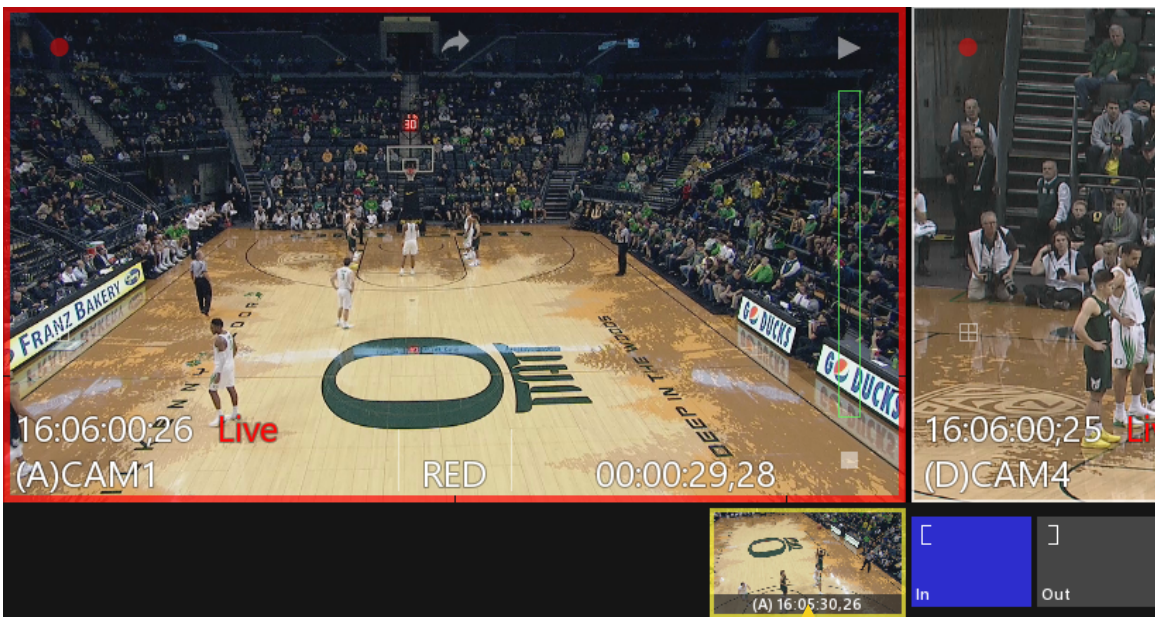 30
FRANZ BAKERY
GO DUCKS
GO DUCKS
DEEP IN THE WOODS
16:06:00;26 Live
(A)CAM1 RED 00:00:29,28
16:06:00;25
(D)CAM4
(A) 16:05:30,26
In
Out